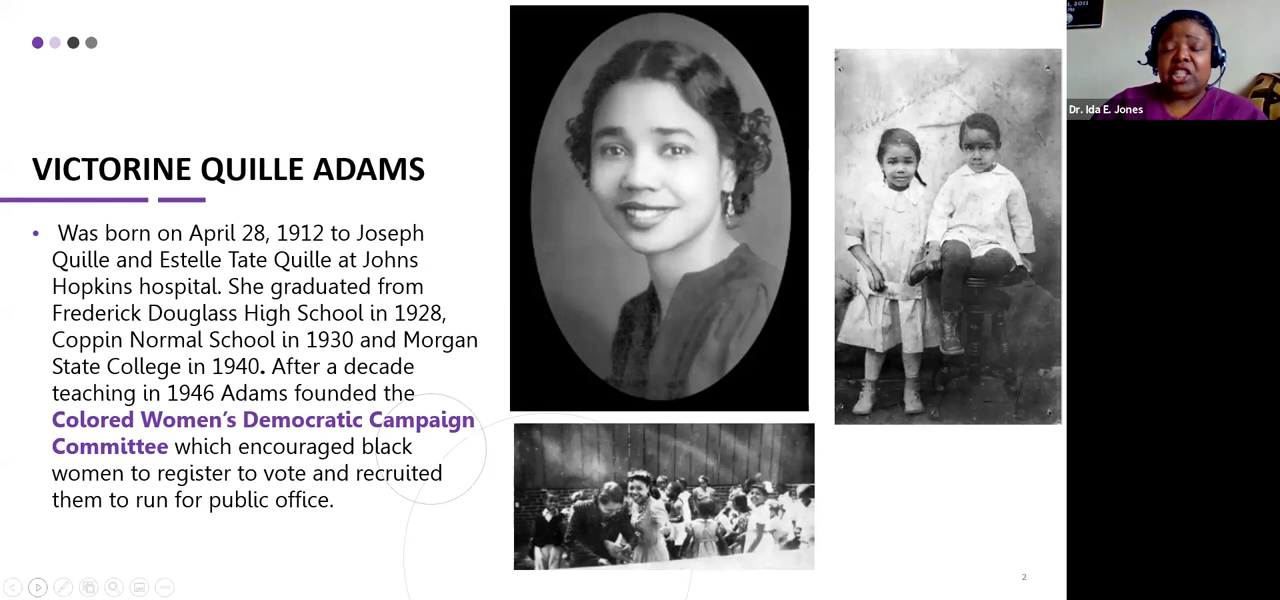 VICTORINE QUILLE ADAMS
• Was born on April 28, 1912 to Joseph
Quille and Estelle Tate Quille at Johns
Hopkins hospital. She graduated from
Frederick Douglass High School in 1928,
Coppin Normal School in 1930 and Morgan
State College in 1940. After a decade
teaching in 1946 Adams founded the
Colored Women’s Democratic Campaign
Committee which encouraged black
women to register to vote and recruited
them to run for public office.
2
Dr. Ida E. Jones